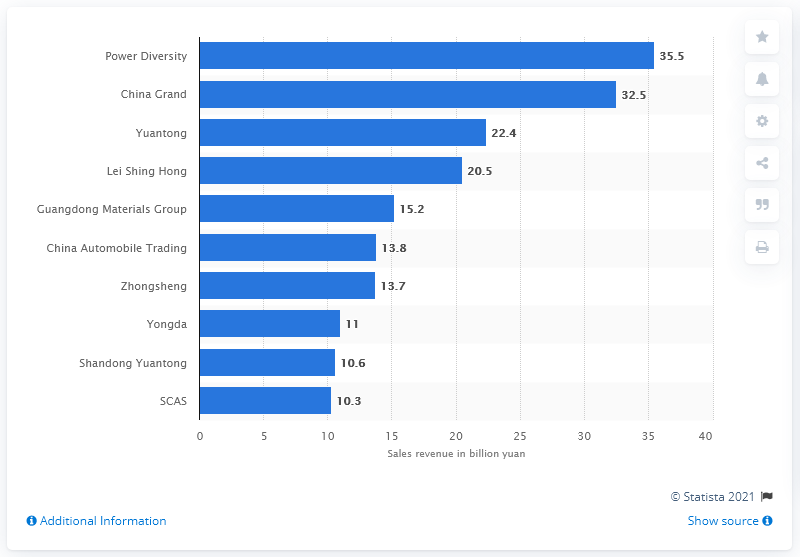 Power Diversity 35.5
China Grand 32.5
Yuantong 22.4
Lei Shing Hong 20.5
Guangdong Materials Group 15.2
China Automobile Trading 13.8
Zhongsheng 13.7
Yongda 11
Shandong Yuantong 10.6
SCAS 10.3
0 5 10 15 20 25 30 35 40
Sales revenue in billion yuan
© Statista 2021
Additional Information Show source